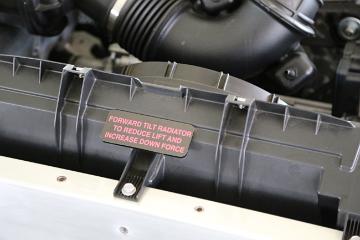 FORWARD TILT RADIATOR
TO REDUCE LIFT AND
INCREASE DOWN FORCE